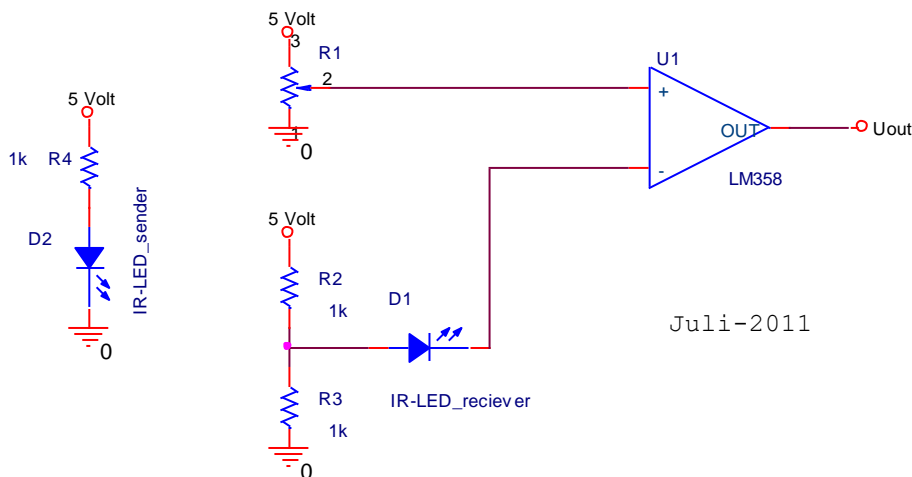 5 Volt
3
R1
2
1
0
U1
+
OUT
-
LM358
Uout
5 Volt
1k
R4
D2
IR-LED_sender
0
5 Volt
R2
1k
D1
IR-LED_reciever
R3
1k
0
Juli-2011